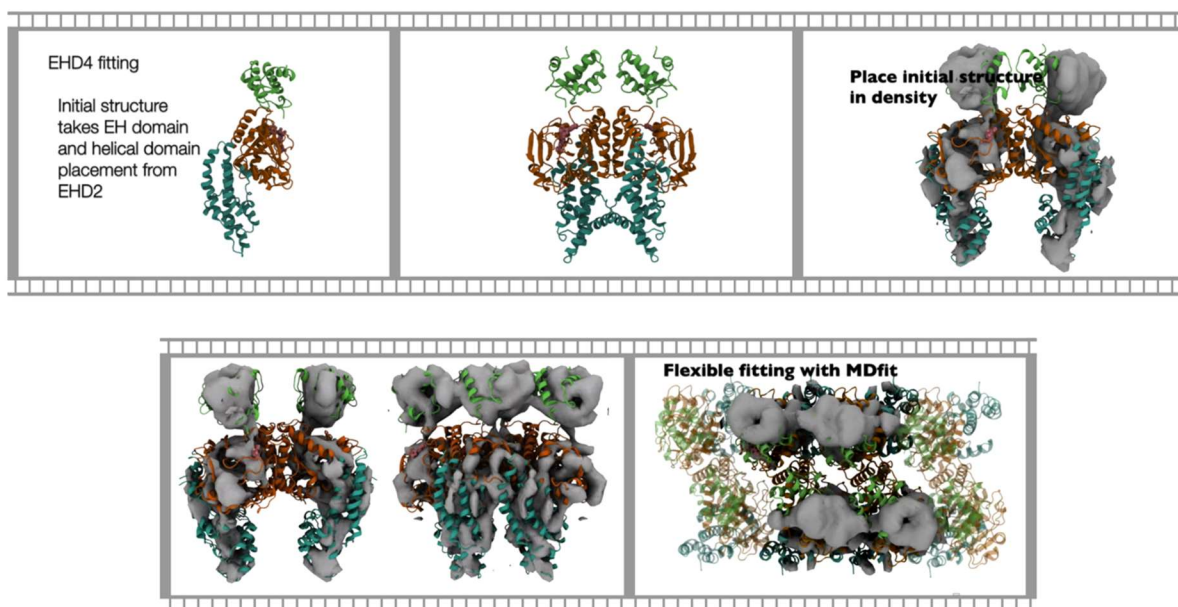 EHD4 fitting
Initial structure
takes EH domain
and helical domain
placement from
EHD2
Place initial structure
in density
Flexible fitting with MDfit